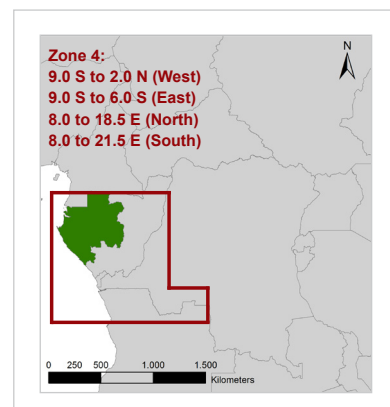 Zone 4:
9.0 S to 2.0 N (West)
9.0 S to 6.0 S (East)
8.0 to 18.5 E (North)
8.0 to 21.5 E (South)
N
0 250 500 1.000 1.500
Kilometers